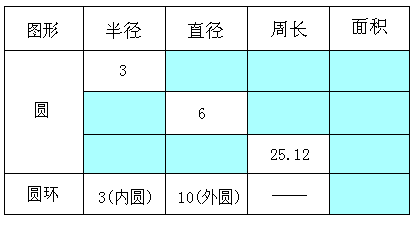 图形 半径 直径 周长 面积
圆 3
6
25.12
圆环 3(内圆) 10(外圆) ——